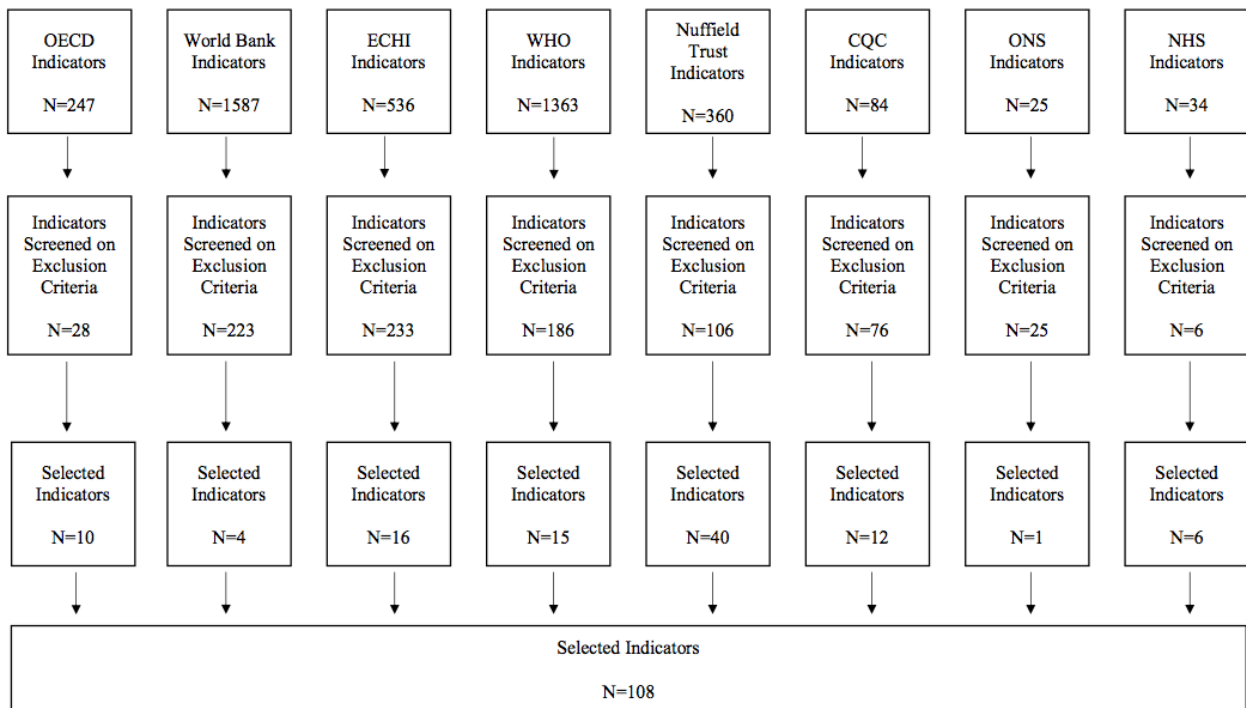 OECD
Indicators
N=247
World Bank
Indicators
N=1587
ECHI
Indicators
N=536
WHO
Indicators
N=1363
Nuffield
Trust
Indicators
N=360
CQC
Indicators
N=84
ONS
Indicators
N=25
NHS
Indicators
N=34
Indicators
Screened on
Exclusion
Criteria
N=28
Indicators
Screened on
Exclusion
Criteria
N=223
Indicators
Screened on
Exclusion
Criteria
N=233
Indicators
Screened on
Exclusion
Criteria
N=186
Indicators
Screened on
Exclusion
Criteria
N=106
Indicators
Screened on
Exclusion
Criteria
N=76
Indicators
Screened on
Exclusion
Criteria
N=25
Indicators
Screened on
Exclusion
Criteria
N=6
Selected
Indicators
N=10
Selected
Indicators
N=4
Selected
Indicators
N=16
Selected
Indicators
N=15
Selected
Indicators
N=40
Selected
Indicators
N=12
Selected
Indicators
N=1
Selected
Indicators
N=6
Selected Indicators
N=108